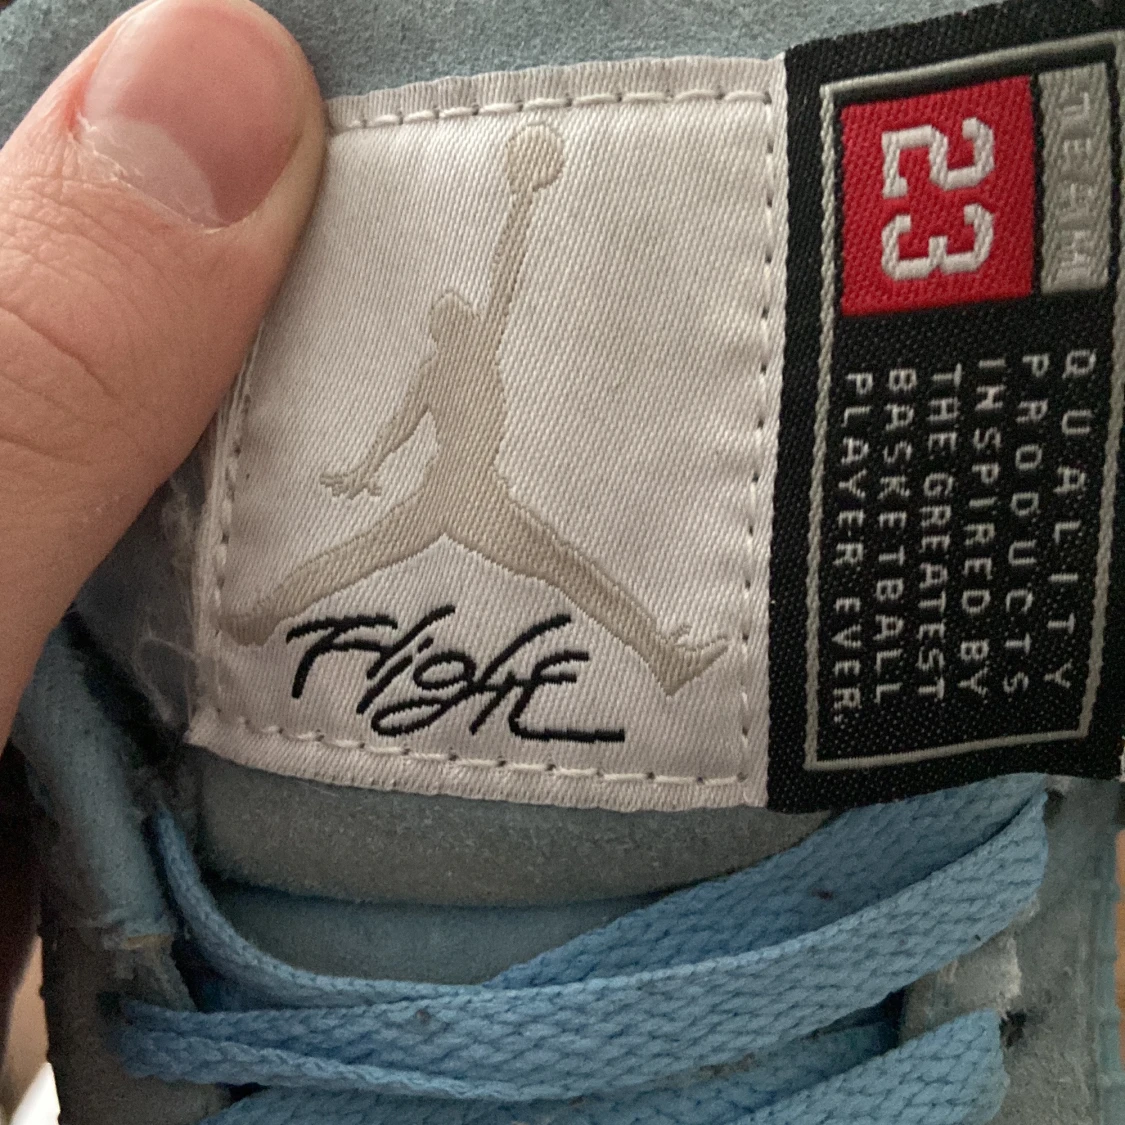 Flight
TEAM
23
QUALITY
PRODUCTS
INSPIRED BY
THE GREATEST
BASKETBALL
PLAYER EVER.